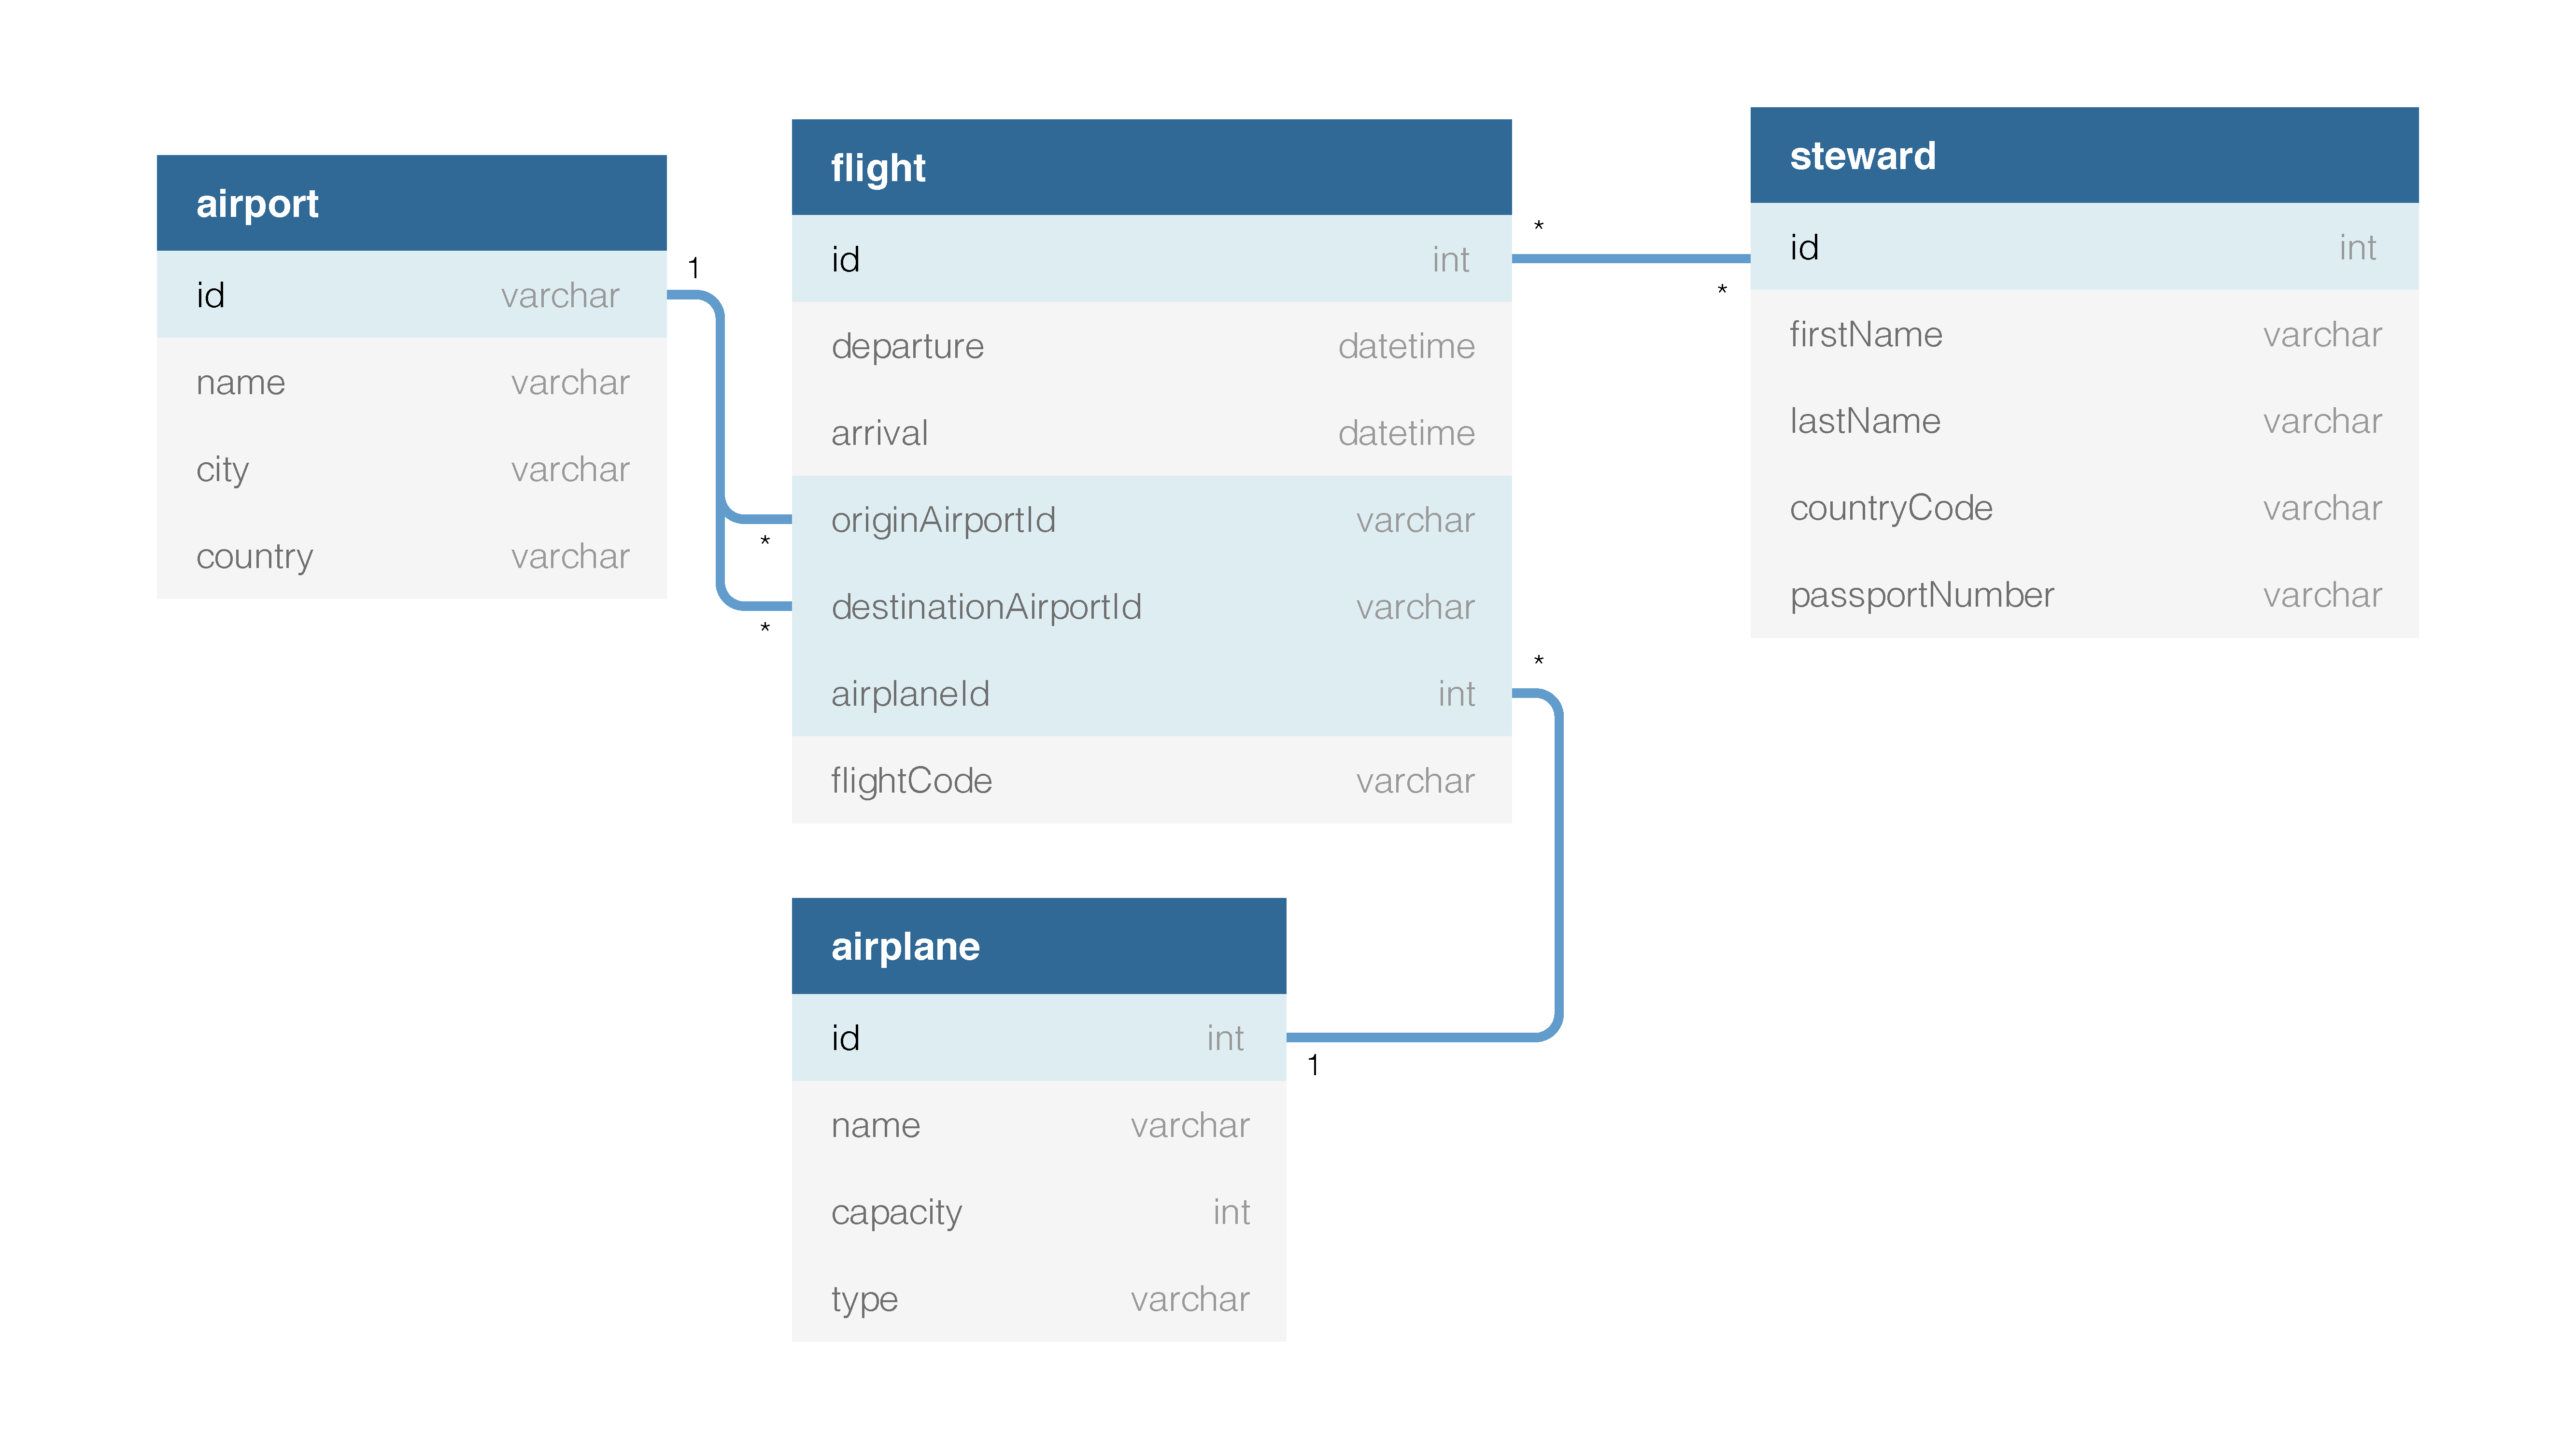 airport
id varchar
name varchar
city varchar
country varchar
1
*
*
flight
id int
departure datetime
arrival datetime
originAirportId varchar
destinationAirportId varchar
airplaneId int
flightCode varchar
*
*
*
steward
id int
firstName varchar
lastName varchar
countryCode varchar
passportNumber varchar
airplane
id int
name varchar
capacity int
type varchar
1